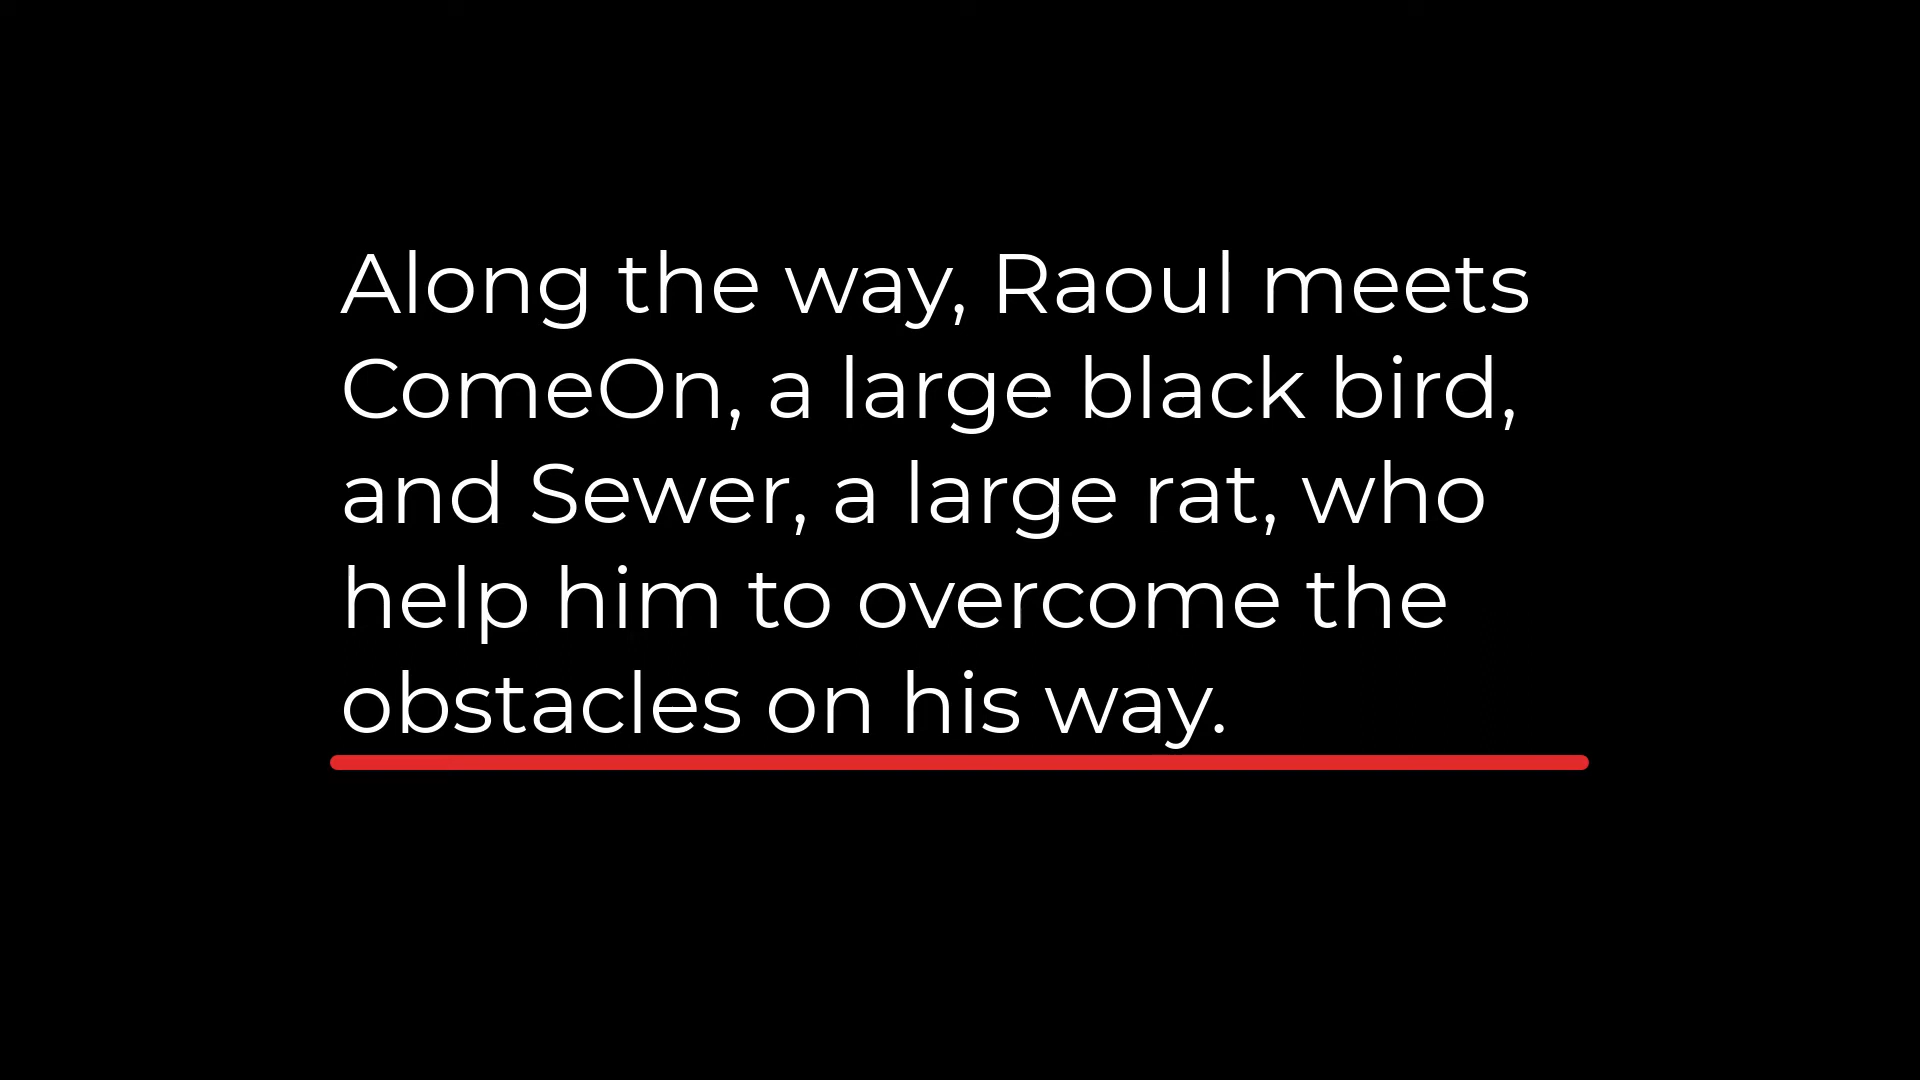 Along the way, Raoul meets
ComeOn, a large black bird,
and Sewer, a large rat, who
help him to overcome the
obstacles on his way.